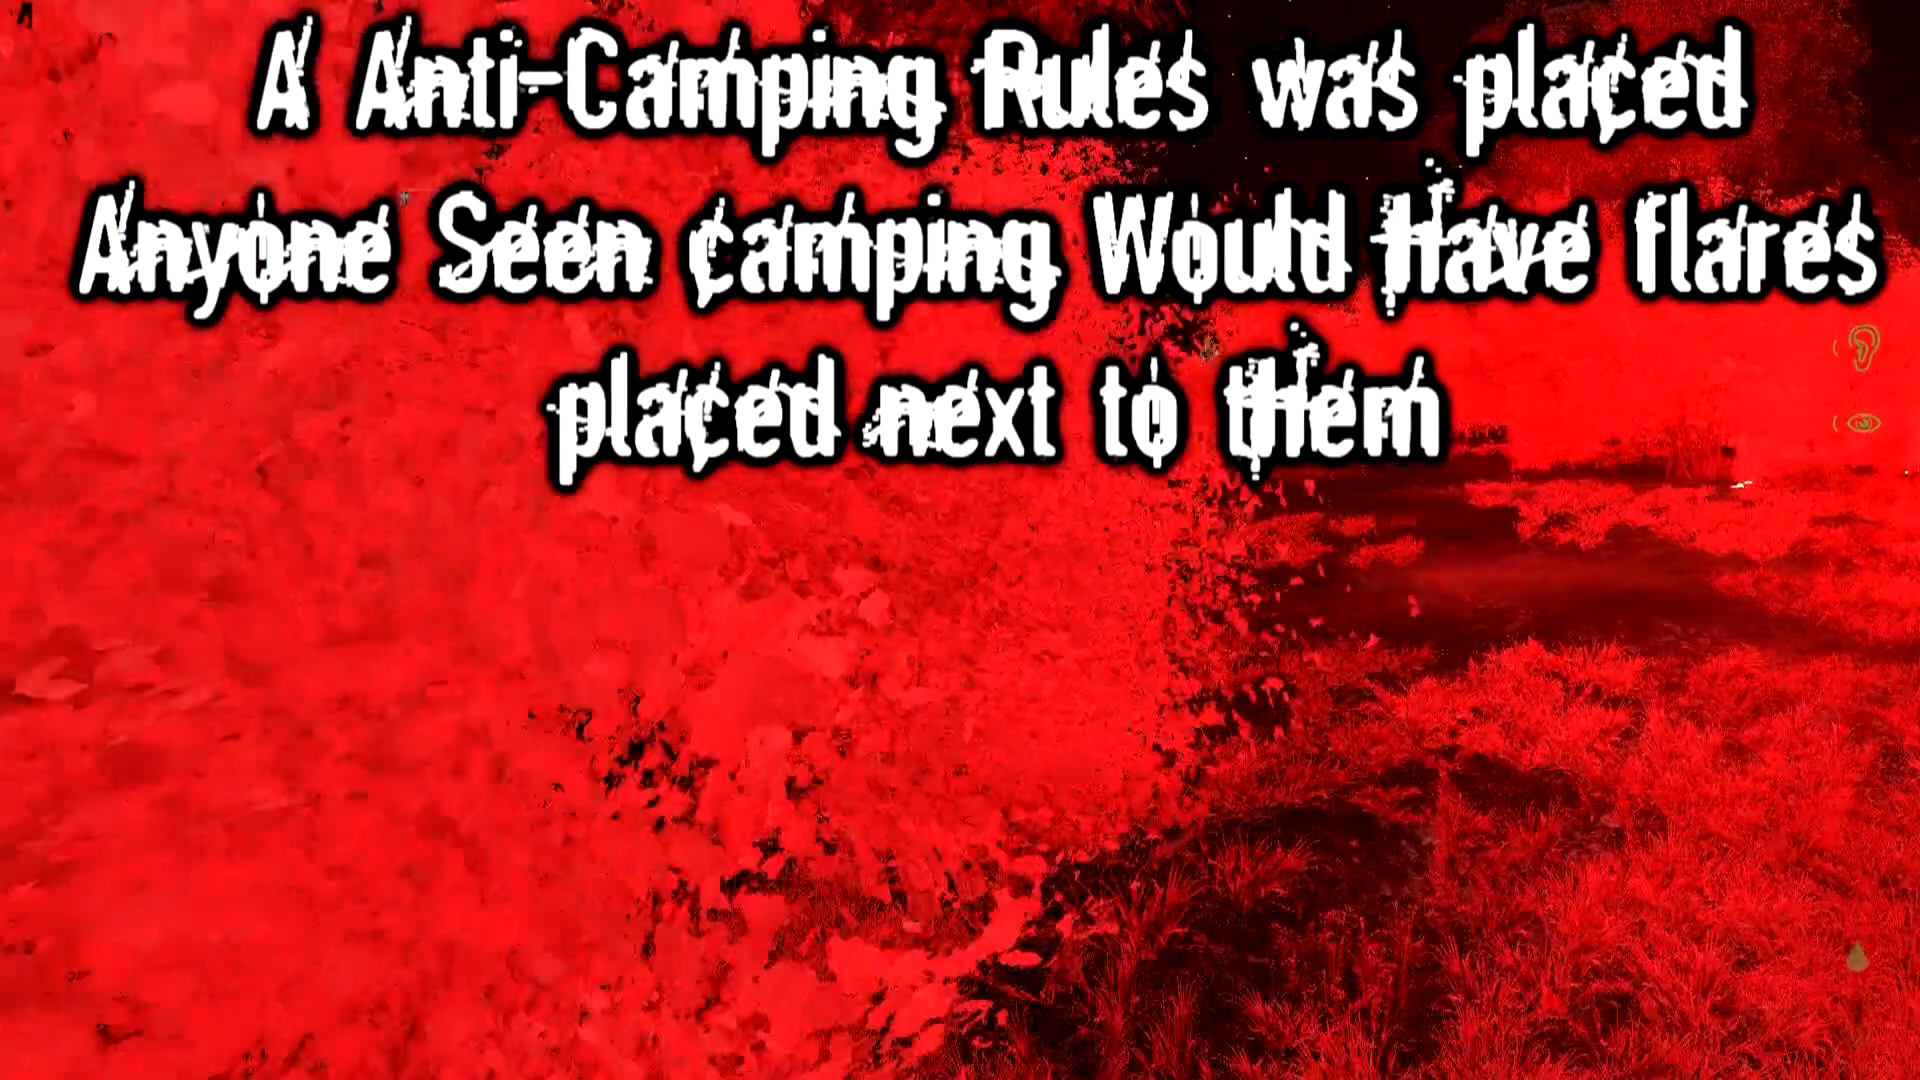 A Anti-Camping Rules was placed
Anyone Seen camping Would Have flares
placed next to them